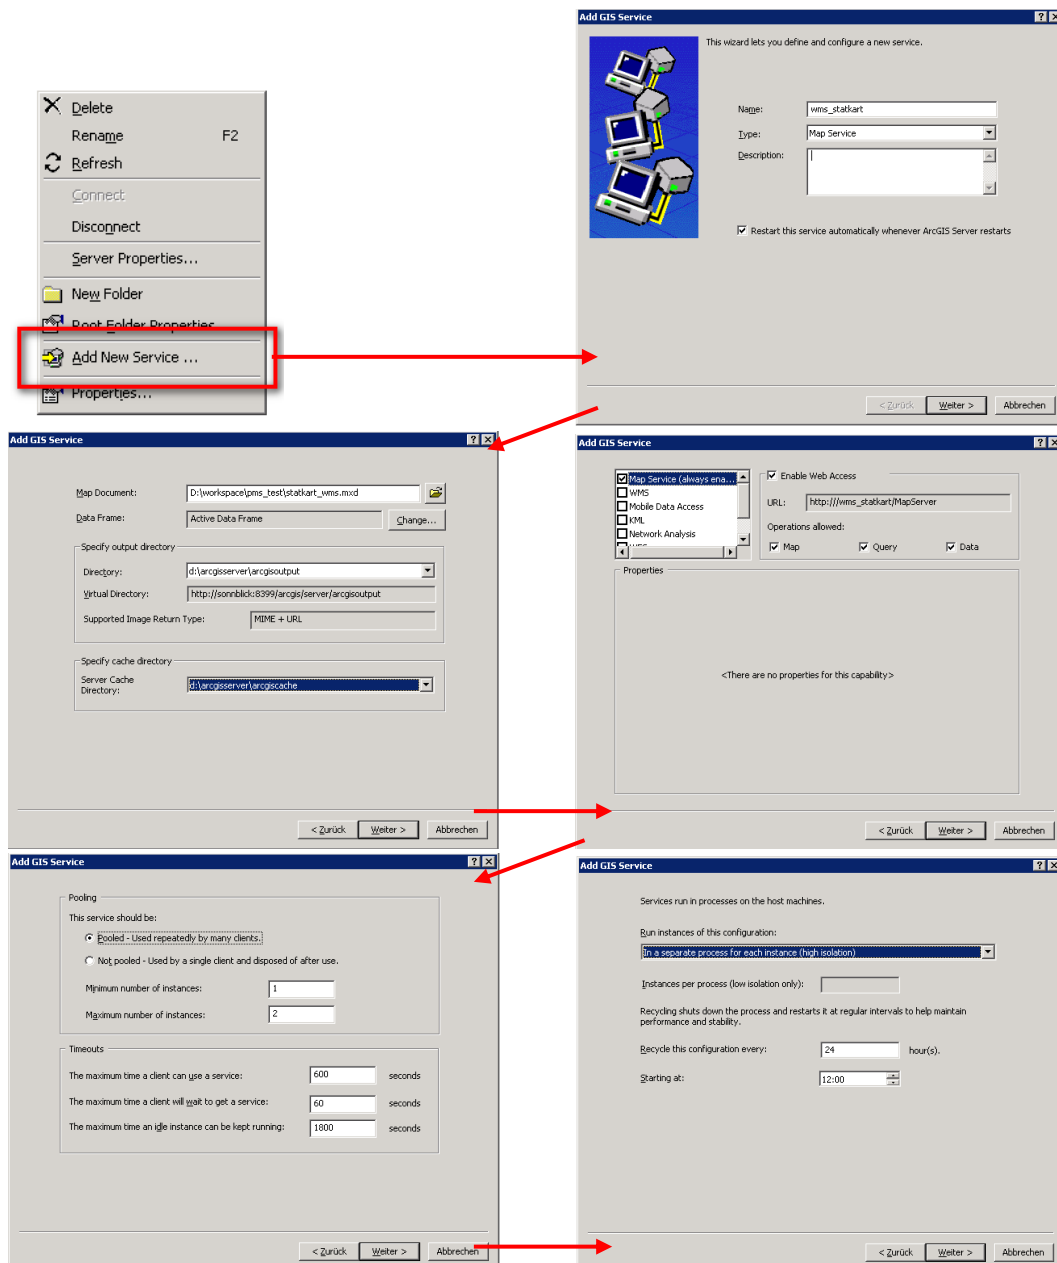 Delete
Rename F2
Refresh
Connect
Disconnect
Server Properties...
New Folder
Root Folder Properties
Add New Service ...
Properties...
Add GIS Service
This wizard lets you define and configure a new service.
Name: wms_statkart
Type: Map Service
Description:
Restart this service automatically whenever ArcGIS Server restarts
< Zurück Weiter > Abbrechen
Add GIS Service
Map Document: D:\workspace\pms_test\statkart_wms.mxd
Data Frame: Active Data Frame Change...
Specify output directory
Directory: d:\arcgisserver\arcgisoutput
Virtual Directory: http://sonnblick:8399/arcgis/server/arcgisoutput
Supported Image Return Type: MIME + URL
Specify cache directory
Server Cache
Directory: d:\arcgisserver\arcgiscache
< Zurück Weiter > Abbrechen
Add GIS Service
Map Service (always ena...
WMS
Mobile Data Access
KML
Network Analysis
Enable Web Access
URL: http:///wms_statkart/MapServer
Operations allowed:
Map Query Data
Properties
<There are no properties for this capability>
< Zurück Weiter > Abbrechen
Add GIS Service
Pooling
This service should be:
Pooled - Used repeatedly by many clients.
Not pooled - Used by a single client and disposed of after use.
Minimum number of instances: 1
Maximum number of instances: 2
Timeouts
The maximum time a client can use a service: 600 seconds
The maximum time a client will wait to get a service: 60 seconds
The maximum time an idle instance can be kept running: 1800 seconds
< Zurück Weiter > Abbrechen
Add GIS Service
Services run in processes on the host machines.
Run instances of this configuration:
In a separate process for each instance (high isolation)
Instances per process (low isolation only):
Recycling shuts down the process and restarts it at regular intervals to help maintain
performance and stability.
Recycle this configuration every: 24 hour(s).
Starting at: 12:00
< Zurück Weiter > Abbrechen